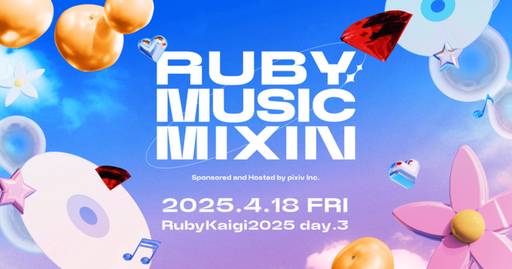 RUBY
MUSIC
MIXIN
Sponsored and Hosted by pixiv Inc.
2025.4.18 FRI
RubyKaigi2025 day.3